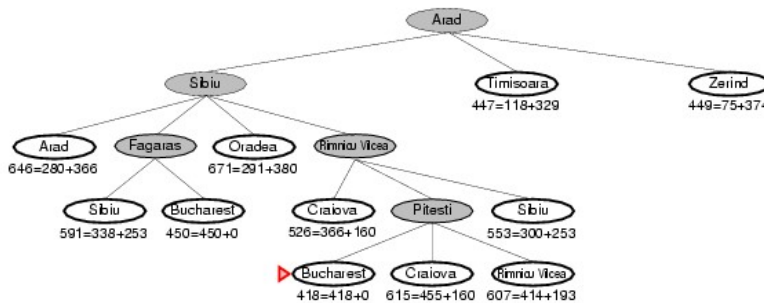 Arad
Sibiu
Timisoara
Zerind
447=118+329
449=75+374
Arad
Fagaras
Oradea
Rimnicu Vilcea
646=280+366
671=291+380
Sibiu
Bucharest
Craiova
Pitesti
Sibiu
591=338+253
450=450+0
526=366+160
553=300+253
Bucharest
Craiova
Rimnicu Vilcea
418=418+0
615=455+160
607=414+193